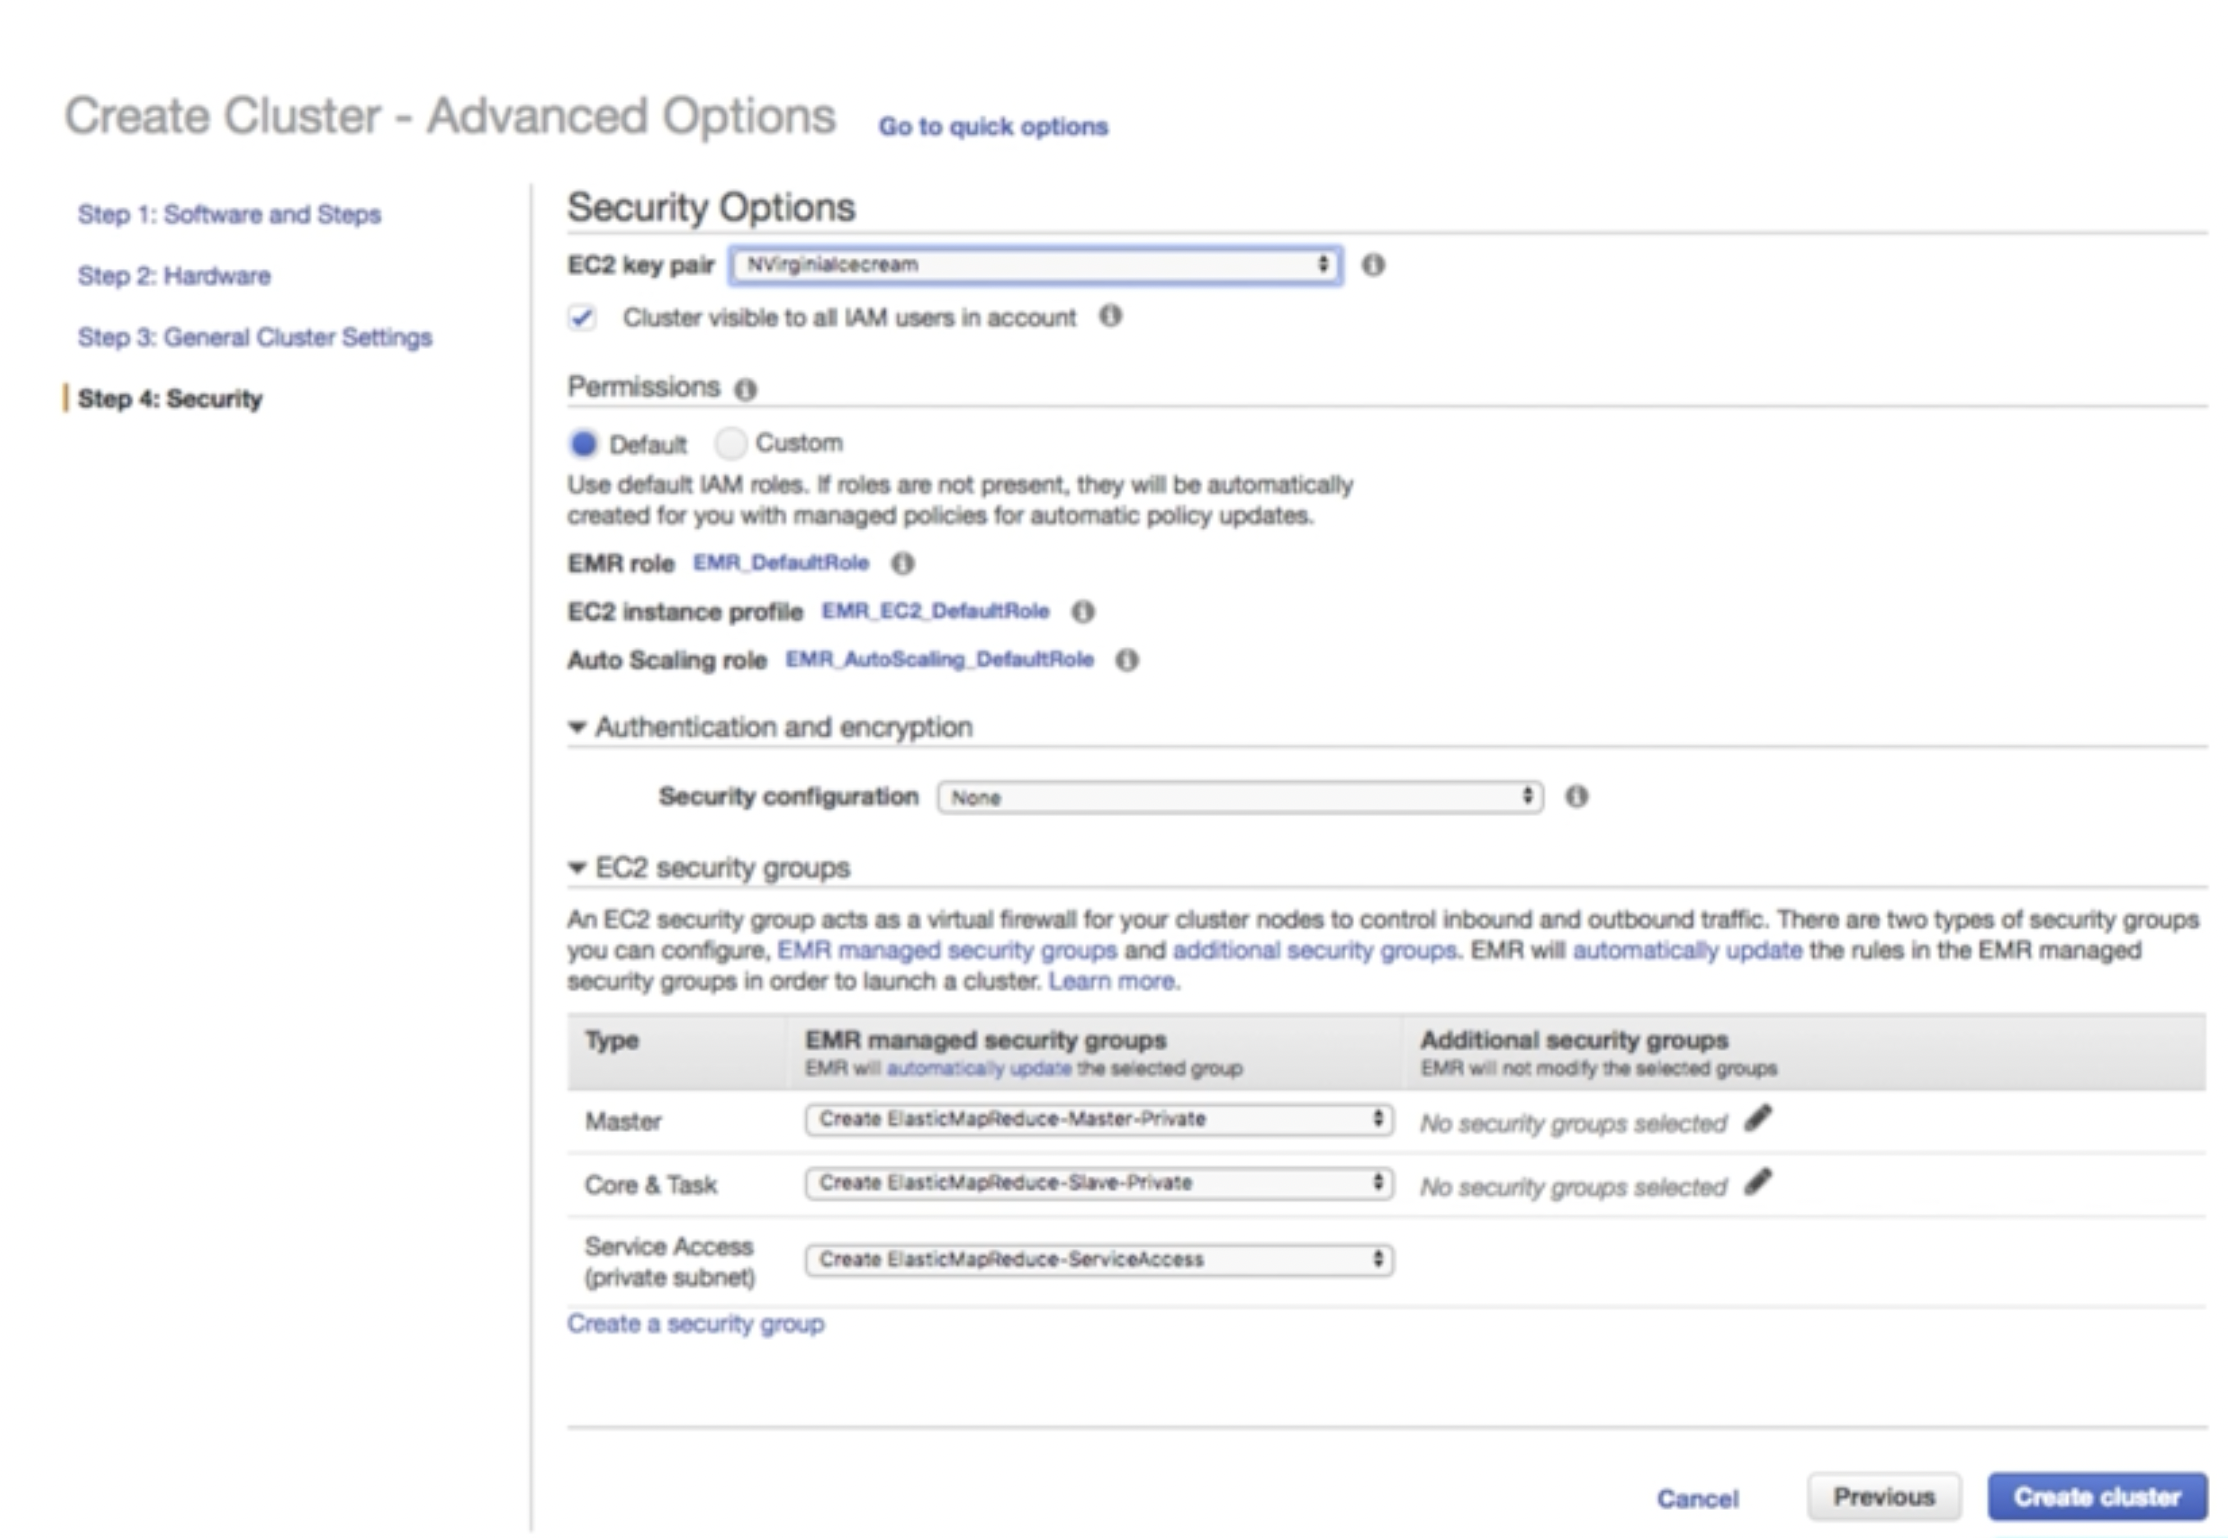 Create Cluster - Advanced Options Go to quick options
Step 1: Software and Steps
Step 2: Hardware
Step 3: General Cluster Settings
Step 4: Security
Security Options
EC2 key pair NVirginiaIcecream
Cluster visible to all IAM users in account
Permissions
Default Custom
Use default IAM roles. If roles are not present, they will be automatically
created for you with managed policies for automatic policy updates.
EMR role EMR_DefaultRole
EC2 instance profile EMR_EC2_DefaultRole
Auto Scaling role EMR_AutoScaling_DefaultRole
Authentication and encryption
Security configuration None
EC2 security groups
An EC2 security group acts as a virtual firewall for your cluster nodes to control inbound and outbound traffic. There are two types of security groups
you can configure, EMR managed security groups and additional security groups. EMR will automatically update the rules in the EMR managed
security groups in order to launch a cluster. Learn more.
Type EMR managed security groups Additional security groups
EMR will automatically update the selected group EMR will not modify the selected groups
Master Create ElasticMapReduce-Master-Private No security groups selected
Core & Task Create ElasticMapReduce-Slave-Private No security groups selected
Service Access
(private subnet) Create ElasticMapReduce-ServiceAccess
Create a security group
Cancel Previous Create cluster